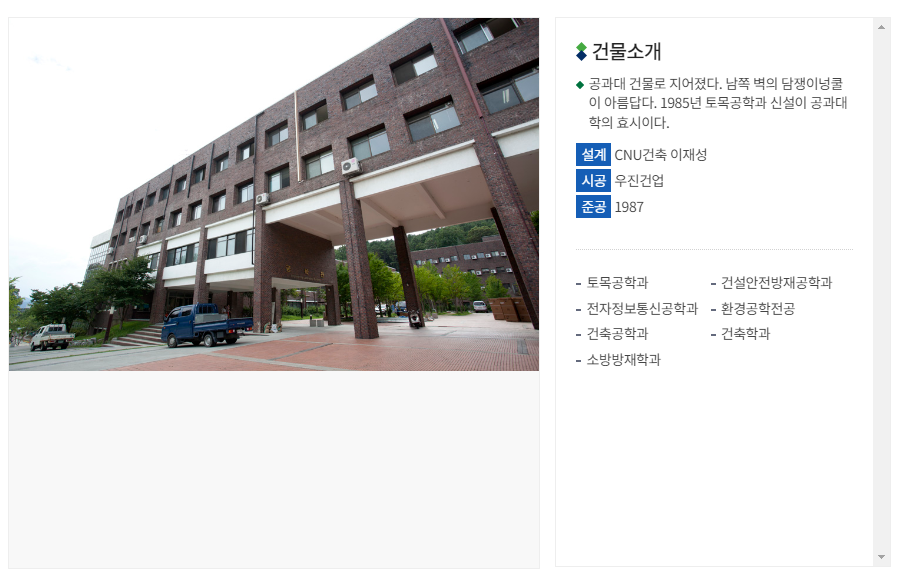 건물소개
공과대 건물로 지어졌다. 남쪽 벽의 담쟁이넝쿨
이 아름답다. 1985년 토목공학과 신설이 공과대
학의 효시이다.
설계 CNU건축 이재성
시공 우진건업
준공 1987
- 토목공학과 - 건설안전방재공학과
- 전자정보통신공학과 - 환경공학전공
- 건축공학과 - 건축학과
- 소방방재학과